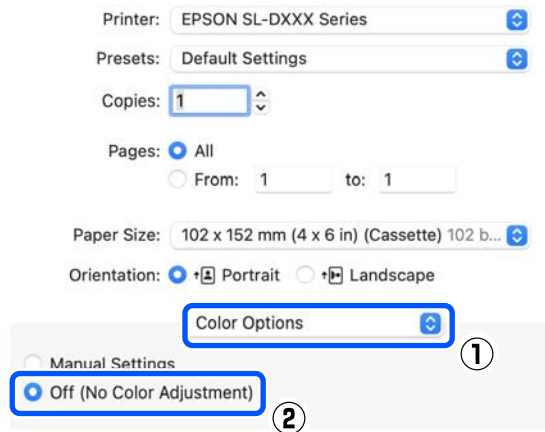 Printer: EPSON SL-DXXX Series
Presets: Default Settings
Copies: 1
Pages: All
From: 1 to: 1
Paper Size: 102 x 152 mm (4 x 6 in) (Cassette) 102 b...
Orientation: Portrait Landscape
Color Options
①
Manual Settings
Off (No Color Adjustment)
②